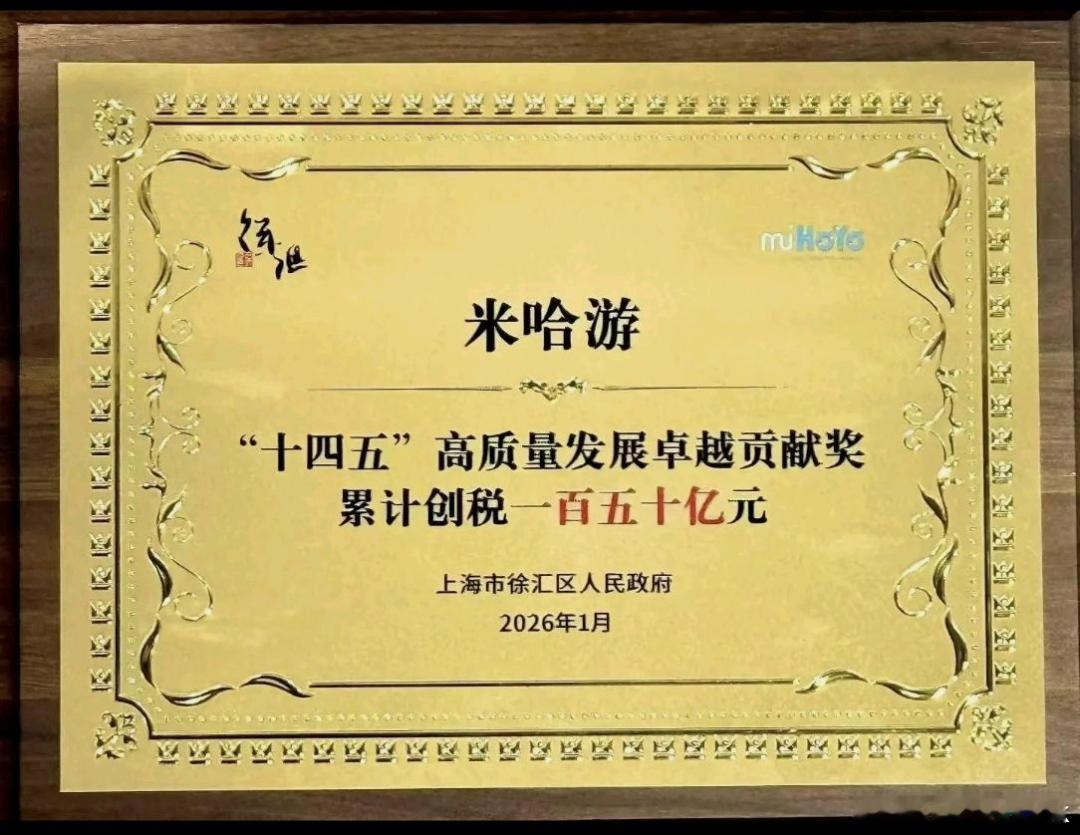 徐汇
miHoYo
米哈游
“十四五”高质量发展卓越贡献奖
累计创税一百五十亿元
上海市徐汇区人民政府
2026年1月